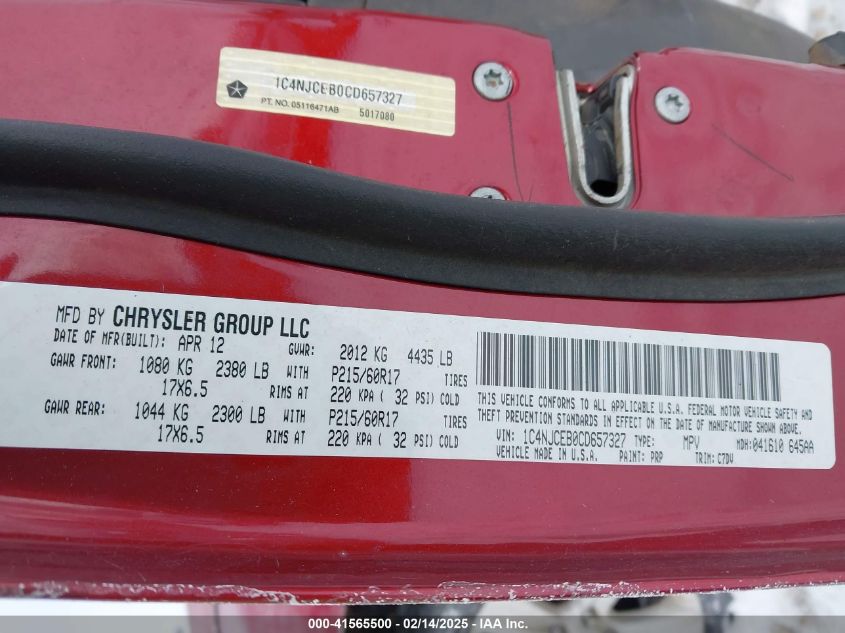 1C4NJCEB0CD657327
PT. NO. 05116471AB 5017080
MFD BY CHRYSLER GROUP LLC
DATE OF MFR(BUILT): APR 12 GVWR: 2012 KG 4435 LB
GAWR FRONT: 1080 KG 2380 LB WITH P215/60R17 TIRES
17X6.5 RIMS AT 220 KPA ( 32 PSI) COLD
GAWR REAR: 1044 KG 2300 LB WITH P215/60R17 TIRES
17X6.5 RIMS AT 220 KPA ( 32 PSI) COLD
THIS VEHICLE CONFORMS TO ALL APPLICABLE U.S.A. FEDERAL MOTOR VEHICLE SAFETY AND
THEFT PREVENTION STANDARDS IN EFFECT ON THE DATE OF MANUFACTURE SHOWN ABOVE.
VIN: 1C4NJCEB0CD657327 TYPE: MPV MDH:041610 645AA
VEHICLE MADE IN U.S.A. PAINT: PRP TRIM: C7DV
000-41565500 - 02/14/2025 - IAAI.com